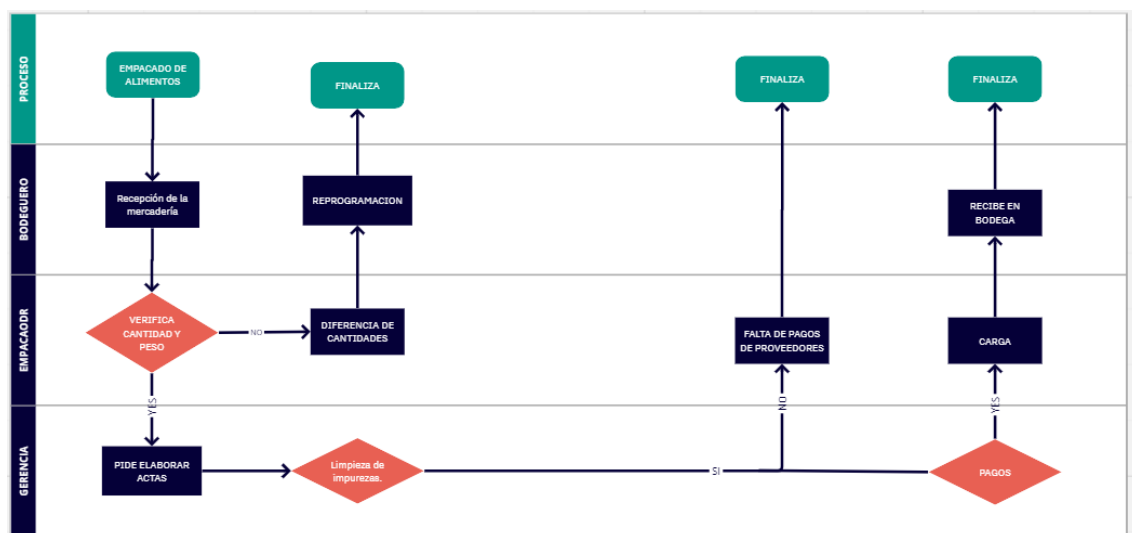 PROCESO
EMPACADO DE
ALIMENTOS
FINALIZA
FINALIZA
FINALIZA
BODEGUERO
Recepción de la
mercadería
REPROGRAMACION
RECIBE EN
BODEGA
EMPACAODR
VERIFICA
CANTIDAD Y
PESO
NO
DIFERENCIA DE
CANTIDADES
FALTA DE PAGOS
DE PROVEEDORES
CARGA
YES
NO
YES
GERENCIA
PIDE ELABORAR
ACTAS
Limpieza de
impurezas.
SI
PAGOS